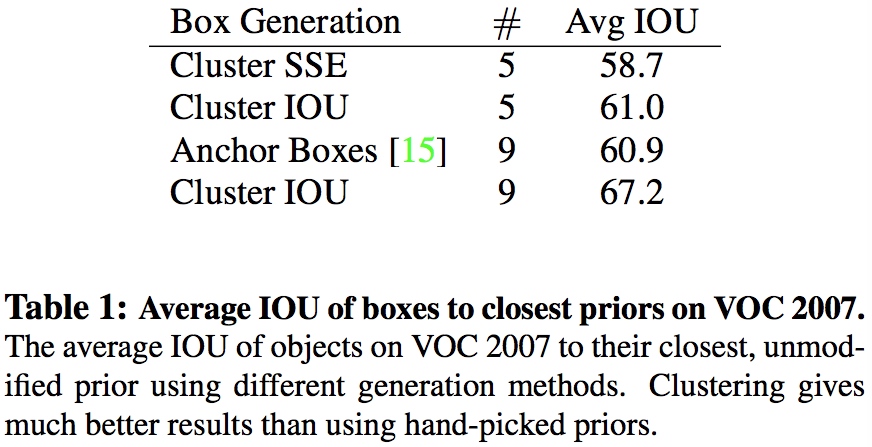 Box Generation # Avg IOU
Cluster SSE 5 58.7
Cluster IOU 5 61.0
Anchor Boxes [15] 9 60.9
Cluster IOU 9 67.2
Table 1: Average IOU of boxes to closest priors on VOC 2007.
The average IOU of objects on VOC 2007 to their closest, unmod-
ified prior using different generation methods. Clustering gives
much better results than using hand-picked priors.